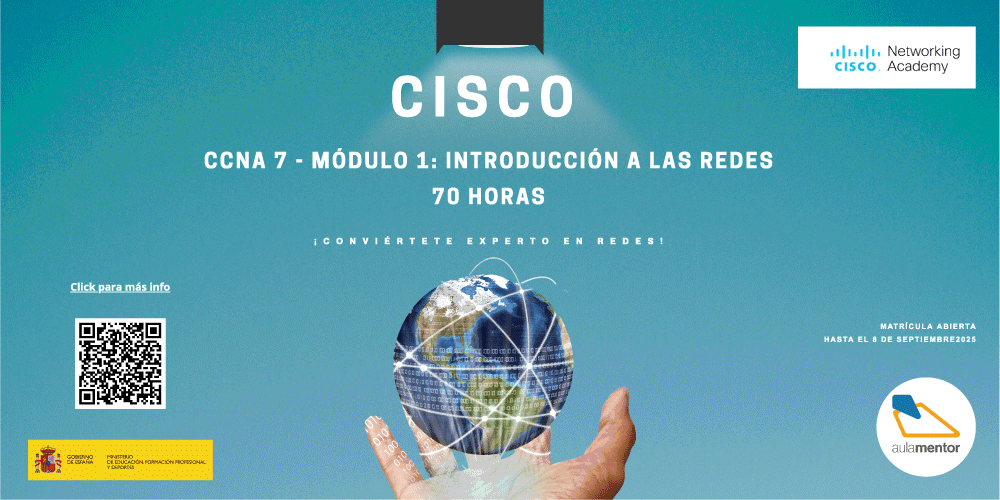 CISCO
Networking
Academy
CISCO
CCNA 7 - MÓDULO 1: INTRODUCCIÓN A LAS REDES
70 HORAS
¡CONVIÉRTETE EXPERTO EN REDES!
Click para más info
MATRÍCULA ABIERTA
HASTA EL 8 DE SEPTIEMBRE2025
GOBIERNO
DE ESPAÑA
MINISTERIO
DE EDUCACIÓN, FORMACIÓN PROFESIONAL
Y DEPORTES
aulamentor